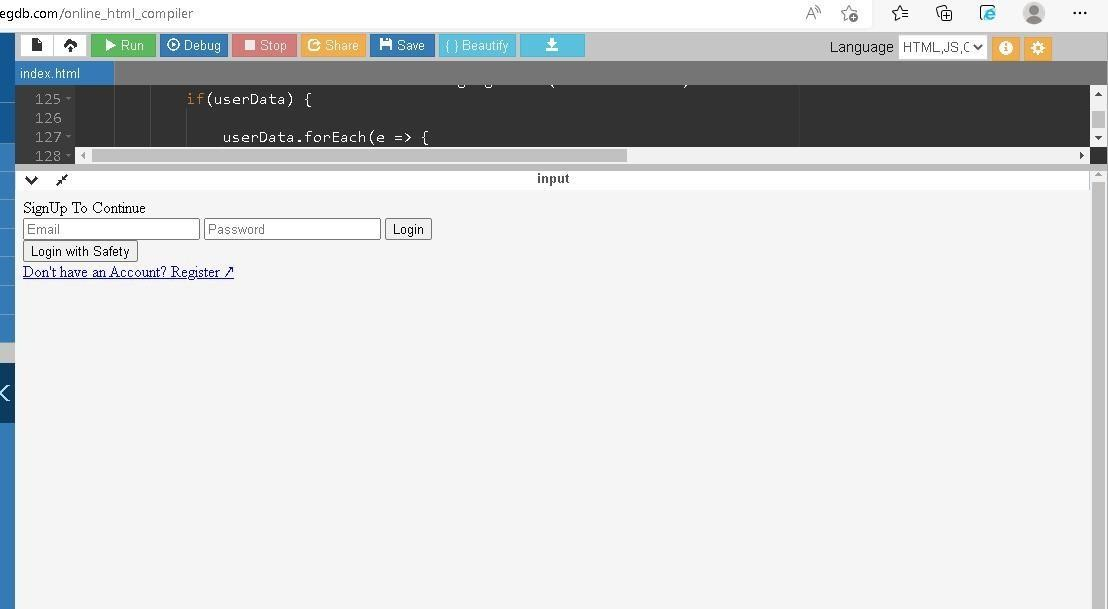 egdb.com/online_html_compiler
Run Debug Stop Share Save { } Beautify
Language HTML,JS,C
index.html
125 if(userData) {
126
127 userData.forEach(e => {
128
input
SignUp To Continue
Email Password Login
Login with Safety
Don't have an Account? Register ↗